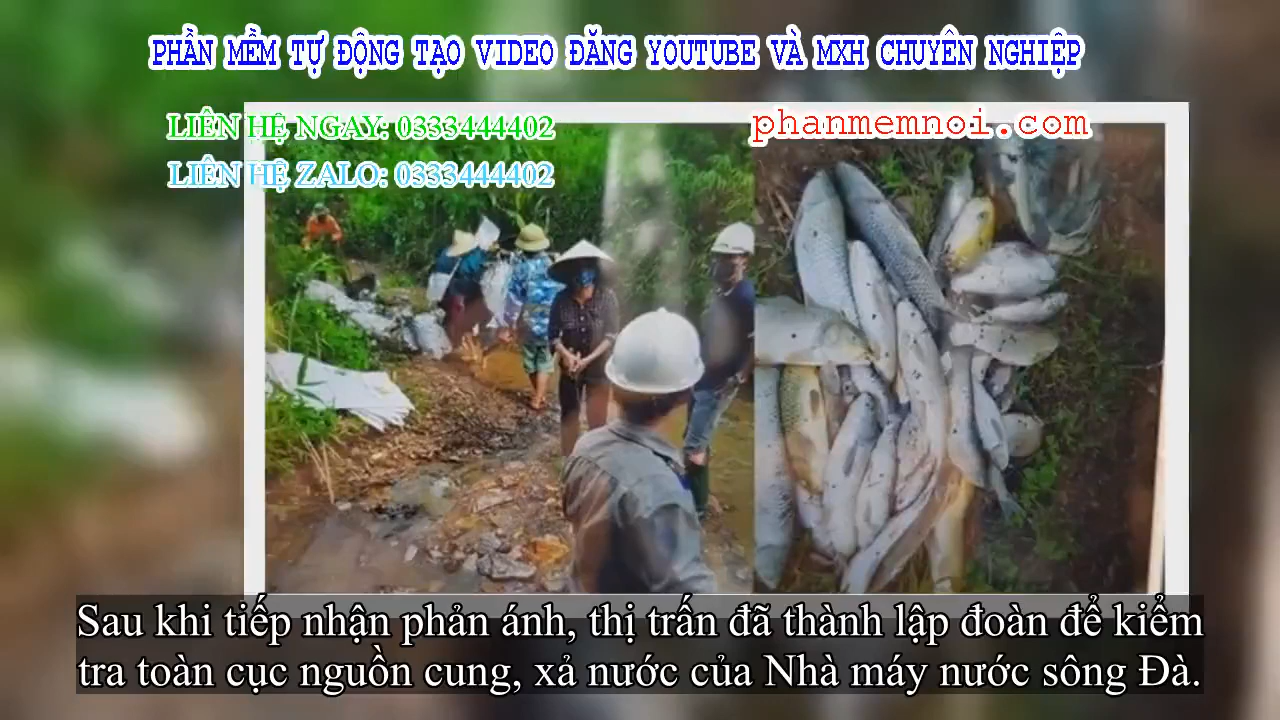 PHẦN MỀM TỰ ĐỘNG TẠO VIDEO ĐĂNG YOUTUBE VÀ MXH CHUYÊN NGHIỆP
LIÊN HỆ NGAY: 0333444402
phanmemnoi.com
LIÊN HỆ ZALO: 0333444402
Sau khi tiếp nhận phản ánh, thị trấn đã thành lập đoàn để kiểm
tra toàn cục nguồn cung, xả nước của Nhà máy nước sông Đà.